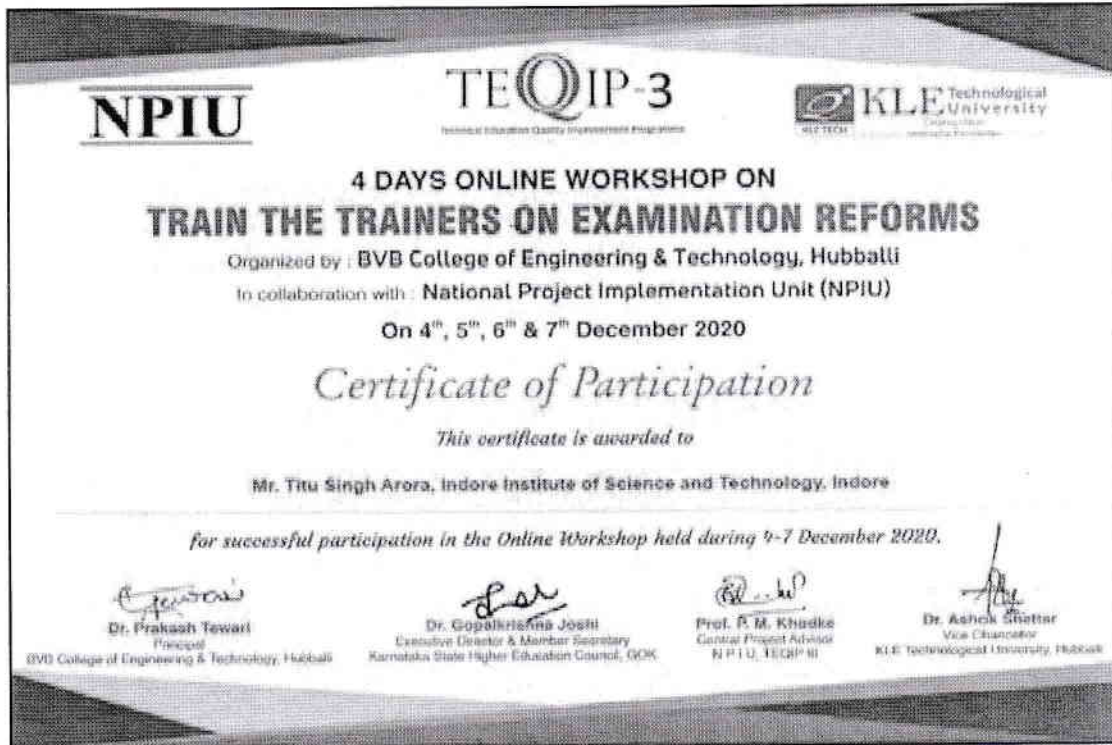 NPIU
TEQIP-3
Technical Education Quality Improvement Programme
KLE TECH
KLE Technological University
4 DAYS ONLINE WORKSHOP ON
TRAIN THE TRAINERS ON EXAMINATION REFORMS
Organized by : BVB College of Engineering & Technology, Hubballi
In collaboration with : National Project Implementation Unit (NPIU)
On 4th, 5th, 6th & 7th December 2020
Certificate of Participation
This certificate is awarded to
Mr. Titu Singh Arora, Indore Institute of Science and Technology, Indore
for successful participation in the Online Workshop held during 4-7 December 2020.
Dr. Prakash Tewari
Principal
BVB College of Engineering & Technology, Hubballi
Dr. Gopalkrishna Joshi
Executive Director & Member Secretary
Karnataka State Higher Education Council, GOK
Prof. P. M. Khodke
Central Project Advisor
N P I U, TEQIP III
Dr. Ashok Shettar
Vice Chancellor
KLE Technological University, Hubballi